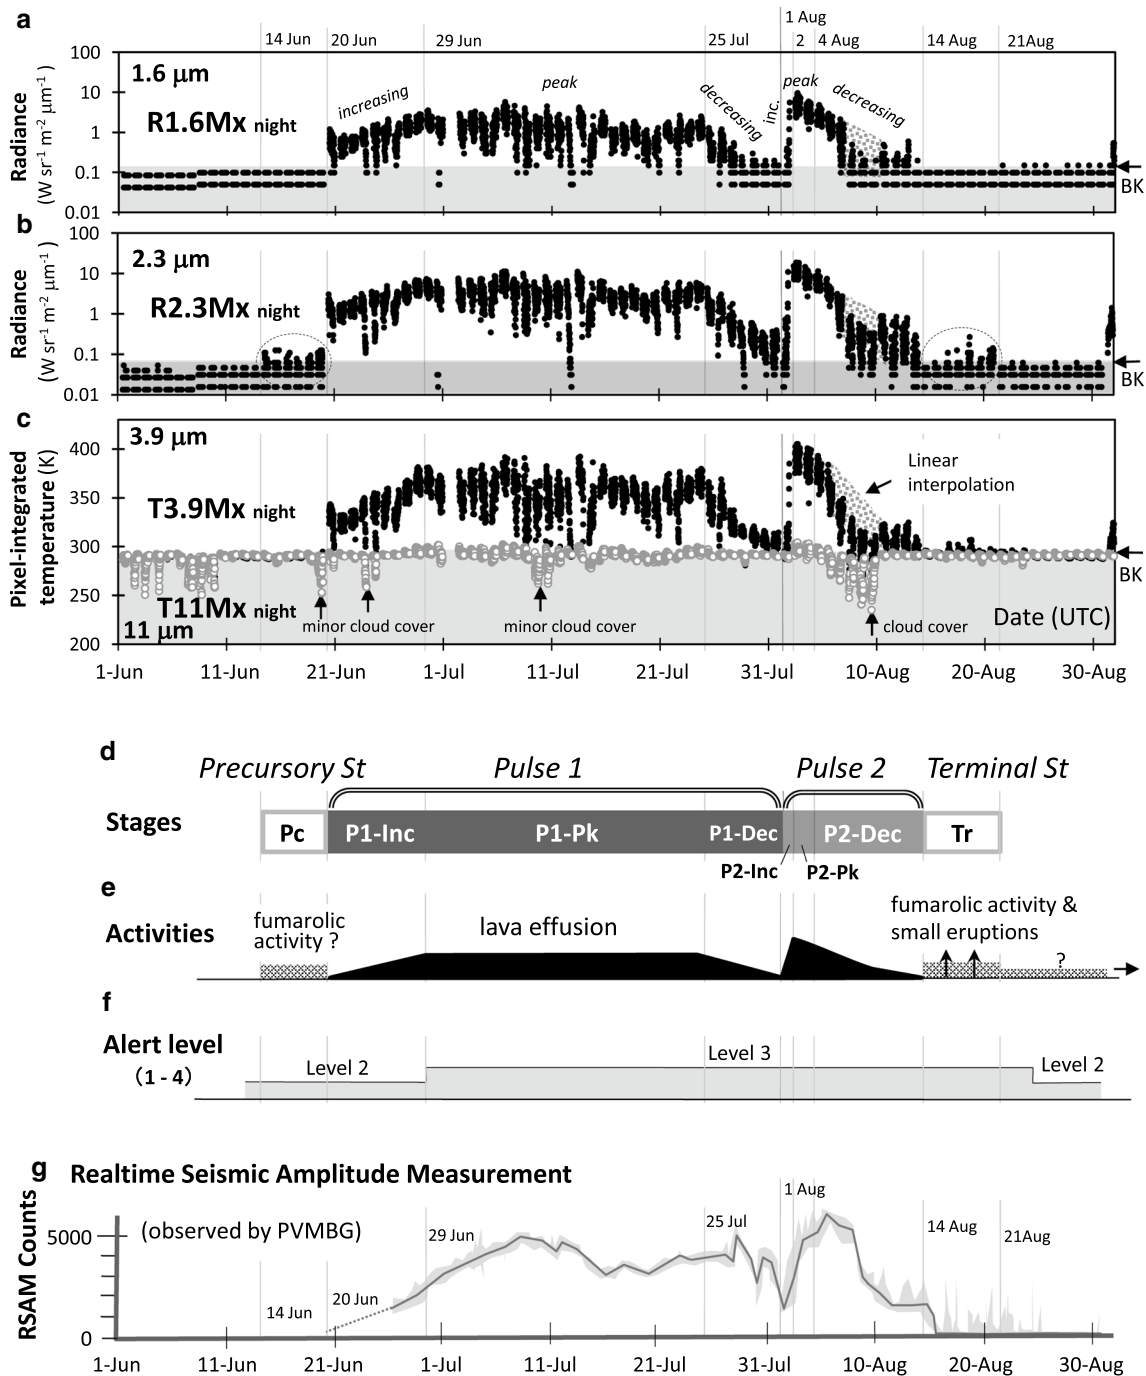 a
1 Aug
14 Jun 20 Jun 29 Jun 25 Jul 2 4 Aug 14 Aug 21Aug
100
10
1
0.1
0.01
Radiance
(W sr-1 m-2 μm-1)
1.6 μm
R1.6Mx night
increasing
peak
decreasing
inc.
peak
decreasing
BK
b
100
10
1
0.1
0.01
Radiance
(W sr-1 m-2 μm-1)
2.3 μm
R2.3Mx night
BK
c
400
350
300
250
200
Pixel-integrated
temperature (K)
3.9 μm
T3.9Mx night
Linear
interpolation
BK
T11Mx night
11 μm
minor cloud cover
minor cloud cover
cloud cover
Date (UTC)
1-Jun 11-Jun 21-Jun 1-Jul 11-Jul 21-Jul 31-Jul 10-Aug 20-Aug 30-Aug
d
Precursory St Pulse 1 Pulse 2 Terminal St
Stages
Pc P1-Inc P1-Pk P1-Dec P2-Dec Tr
P2-Inc P2-Pk
e
Activities
fumarolic
activity ?
lava effusion
fumarolic activity &
small eruptions
?
f
Alert level
(1 - 4)
Level 2
Level 3
Level 2
g Realtime Seismic Amplitude Measurement
RSAM Counts
5000
0
(observed by PVMBG)
14 Jun
20 Jun
29 Jun
25 Jul
1 Aug
14 Aug
21Aug
1-Jun 11-Jun 21-Jun 1-Jul 11-Jul 21-Jul 31-Jul 10-Aug 20-Aug 30-Aug